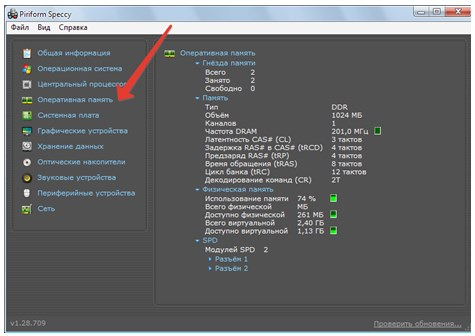 Piriform Speccy
Файл Вид Справка
Общая информация
Операционная система
Центральный процессор
Оперативная память
Системная плата
Графические устройства
Хранение данных
Оптические накопители
Звуковые устройства
Периферийные устройства
Сеть
Оперативная память
Гнёзда памяти
Всего 2
Занято 2
Свободно 0
Память
Тип DDR
Объём 1024 МБ
Каналов 1
Частота DRAM 201,0 МГц
Латентность CAS# (CL) 3 тактов
Задержка RAS# в CAS# (tRCD) 4 тактов
Предзаряд RAS# (tRP) 4 тактов
Время обращения (tRAS) 8 тактов
Цикл банка (tRC) 12 тактов
Декодирование команд (CR) 2T
Физическая память
Использование памяти 74 %
Всего физической МБ
Доступно физической 261 МБ
Всего виртуальной 2,40 ГБ
Доступно виртуальной 1,13 ГБ
SPD
Модулей SPD 2
Разъём 1
Разъём 2
v1.28.709
Проверить обновения...